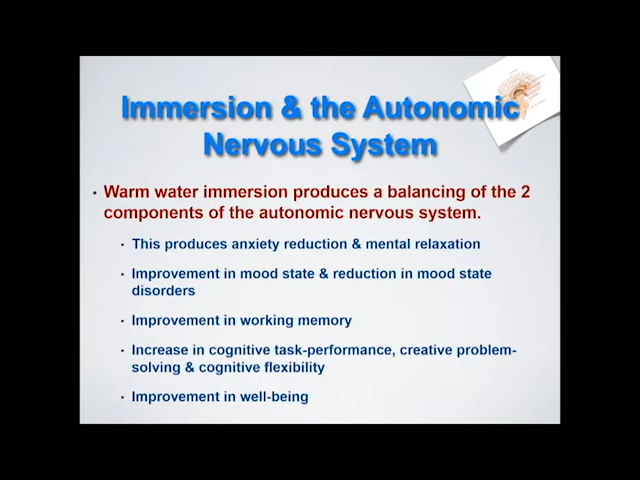 Immersion & the Autonomic
Nervous System
• Warm water immersion produces a balancing of the 2
components of the autonomic nervous system.
• This produces anxiety reduction & mental relaxation
• Improvement in mood state & reduction in mood state
disorders
• Improvement in working memory
• Increase in cognitive task-performance, creative problem-
solving & cognitive flexibility
• Improvement in well-being